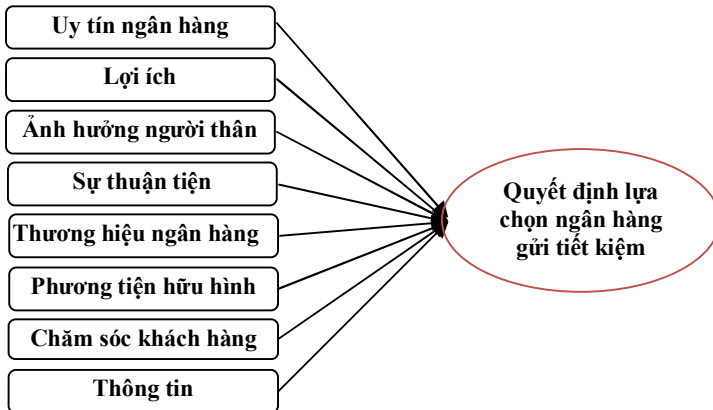 Uy tín ngân hàng
Lợi ích
Ảnh hưởng người thân
Sự thuận tiện
Thương hiệu ngân hàng
Phương tiện hữu hình
Chăm sóc khách hàng
Thông tin
Quyết định lựa
chọn ngân hàng
gửi tiết kiệm